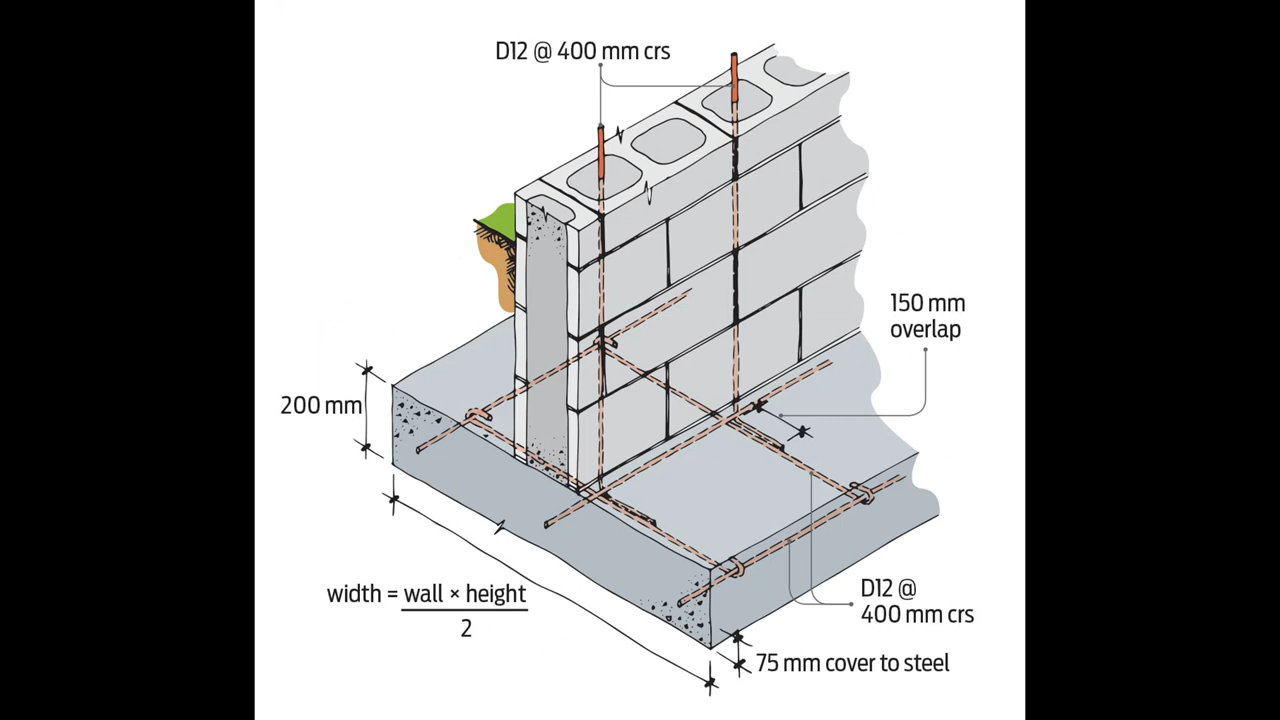 D12 @ 400 mm crs
150 mm
overlap
200 mm
width = wall × height
2
D12 @
400 mm crs
75 mm cover to steel